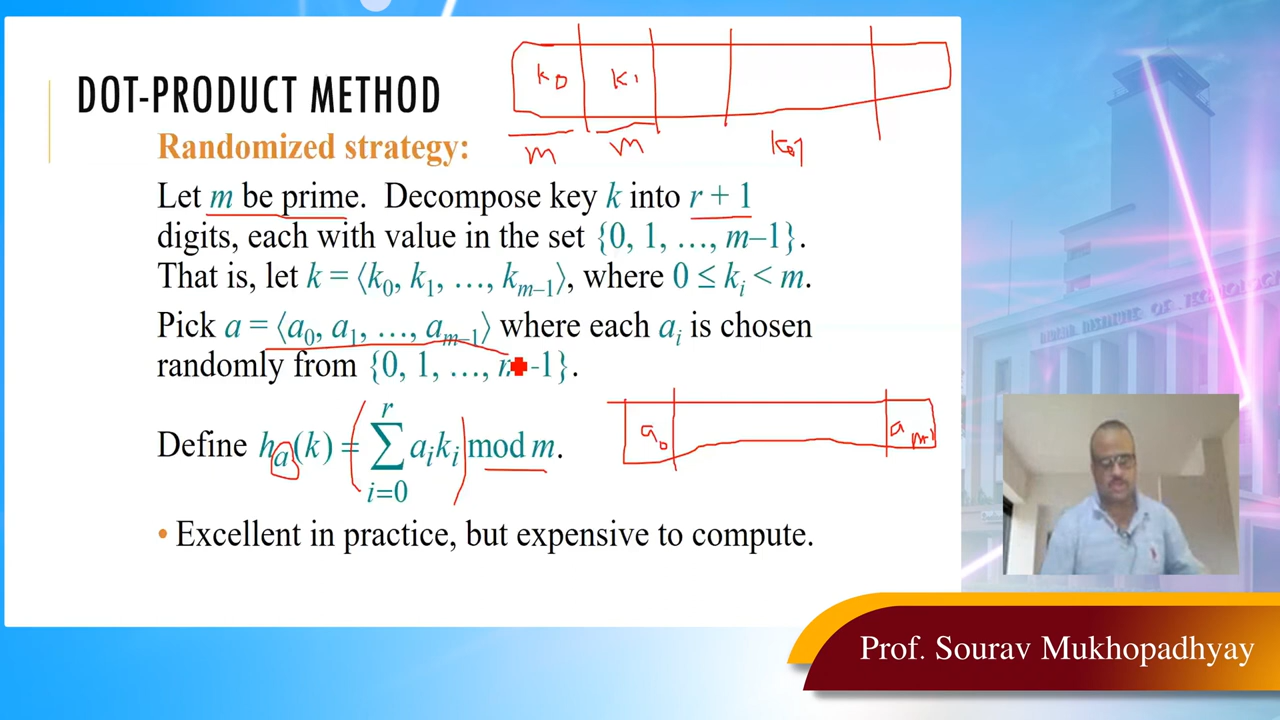 DOT-PRODUCT METHOD
k0 k1
m m
Randomized strategy:
Let m be prime. Decompose key k into r + 1
digits, each with value in the set {0, 1, …, m–1}.
That is, let k = ⟨k₀, k₁, …, kₘ₋₁⟩, where 0 ≤ kᵢ < m.
Pick a = ⟨a₀, a₁, …, aₘ₋₁⟩ where each aᵢ is chosen
randomly from {0, 1, …, -1}.
a0 am-1
Define hₐ(k) = (∑ᵢ₌₀ʳ aᵢkᵢ) mod m.
• Excellent in practice, but expensive to compute.
Prof. Sourav Mukhopadhyay